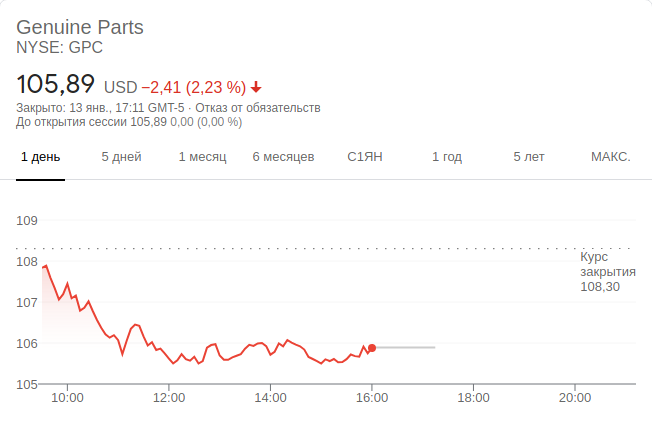 Genuine Parts
NYSE: GPC
105,89 USD −2,41 (2,23 %)
Закрыто: 13 янв., 17:11 GMT-5 · Отказ от обязательств
До открытия сессии 105,89 0,00 (0,00 %)
1 день 5 дней 1 месяц 6 месяцев С1ЯН 1 год 5 лет МАКС.
109
108
107
106
105
Курс
закрытия
108,30
10:00 12:00 14:00 16:00 18:00 20:00